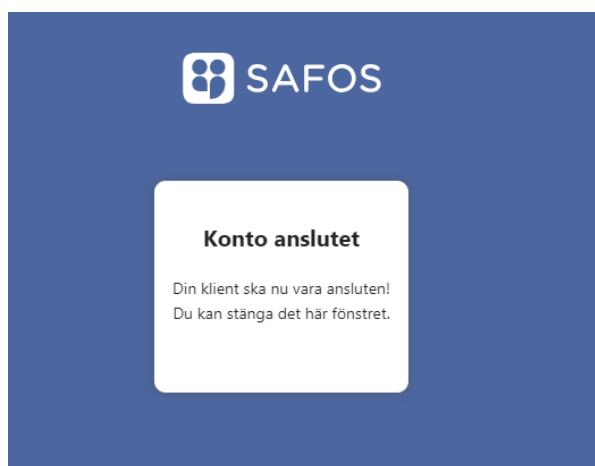 SAFOS
Konto anslutet
Din klient ska nu vara ansluten!
Du kan stänga det här fönstret.